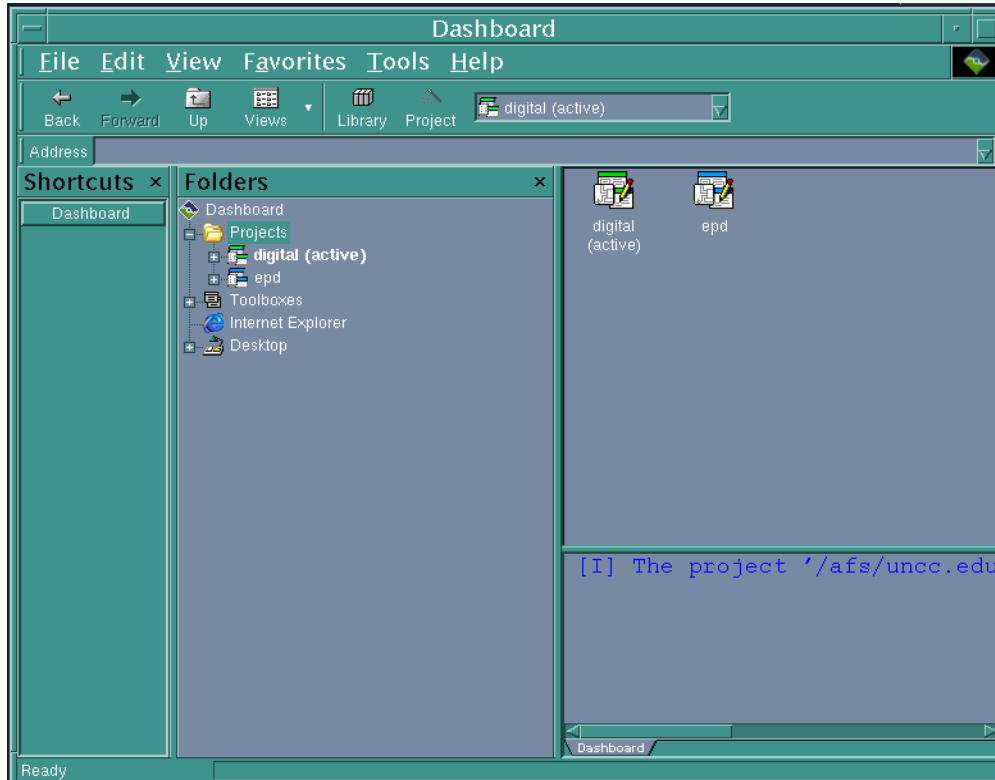 Dashboard
File Edit View Favorites Tools Help
Back Forward Up Views Library Project digital (active)
Address
Shortcuts × Folders ×
Dashboard
Dashboard
Projects
digital (active)
epd
Toolboxes
Internet Explorer
Desktop
digital
(active)
epd
[I] The project '/afs/uncc.edu
Dashboard
Ready